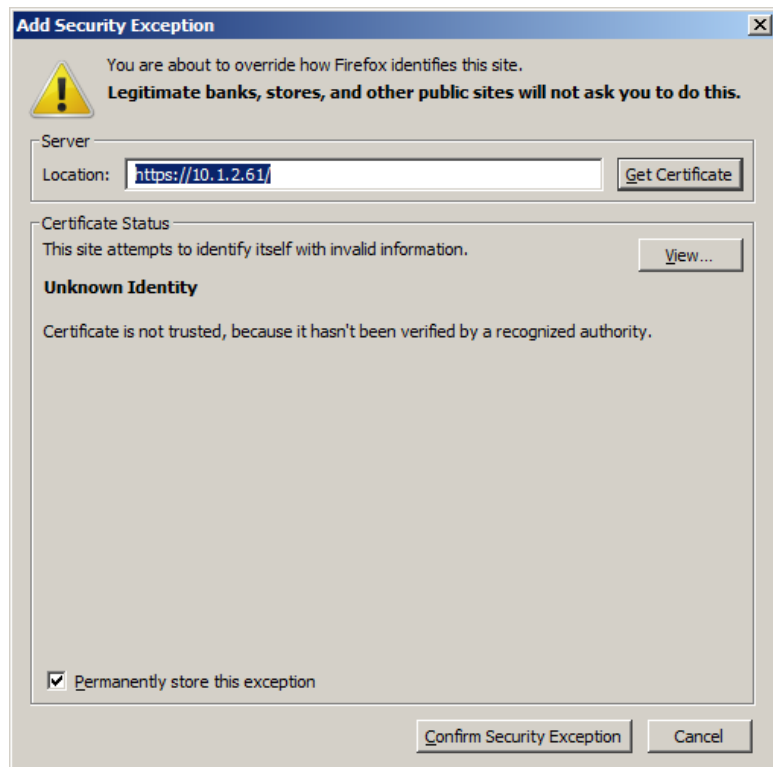 Add Security Exception
You are about to override how Firefox identifies this site.
Legitimate banks, stores, and other public sites will not ask you to do this.
Server
Location: https://10.1.2.61/ Get Certificate
Certificate Status
This site attempts to identify itself with invalid information.
View...
Unknown Identity
Certificate is not trusted, because it hasn't been verified by a recognized authority.
Permanently store this exception
Confirm Security Exception Cancel